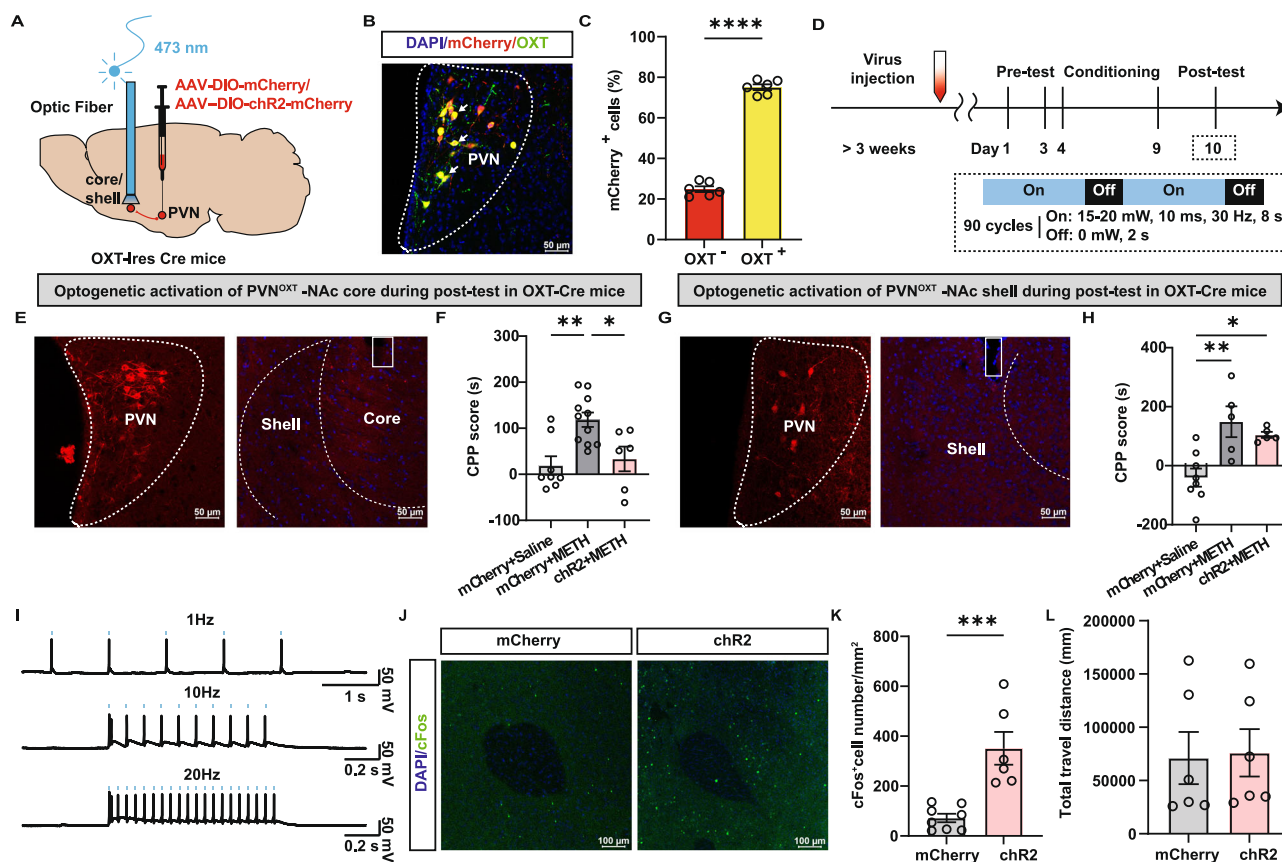 A
473 nm
AAV-DIO-mCherry/
AAV-DIO-chR2-mCherry
Optic Fiber
core/
shell
PVN
OXT-Ires Cre mice
B
DAPI/mCherry/OXT
PVN
50 µm
C
****
mCherry+ cells (%)
100
80
60
40
20
0
OXT-
OXT+
D
Virus
injection
Pre-test
Conditioning
Post-test
> 3 weeks
Day 1
3
4
9
10
On
Off
On
Off
90 cycles
On: 15-20 mW, 10 ms, 30 Hz, 8 s
Off: 0 mW, 2 s
Optogenetic activation of PVNOXT -NAc core during post-test in OXT-Cre mice
Optogenetic activation of PVNOXT -NAc shell during post-test in OXT-Cre mice
E
PVN
50 µm
Shell
Core
50 µm
F
**
*
CPP score (s)
300
200
100
0
-100
mCherry+Saline
mCherry+METH
chR2+METH
G
PVN
50 µm
Shell
50 µm
H
*
**
CPP score (s)
400
200
0
-200
mCherry+Saline
mCherry+METH
chR2+METH
I
1Hz
50 mV
1 s
10Hz
50 mV
0.2 s
20Hz
50 mV
0.2 s
J
mCherry
chR2
DAPI/cFos
100 µm
100 µm
K
***
cFos+cell number/mm2
800
600
400
200
0
mCherry
chR2
L
Total travel distance (mm)
200000
150000
100000
50000
0
mCherry
chR2